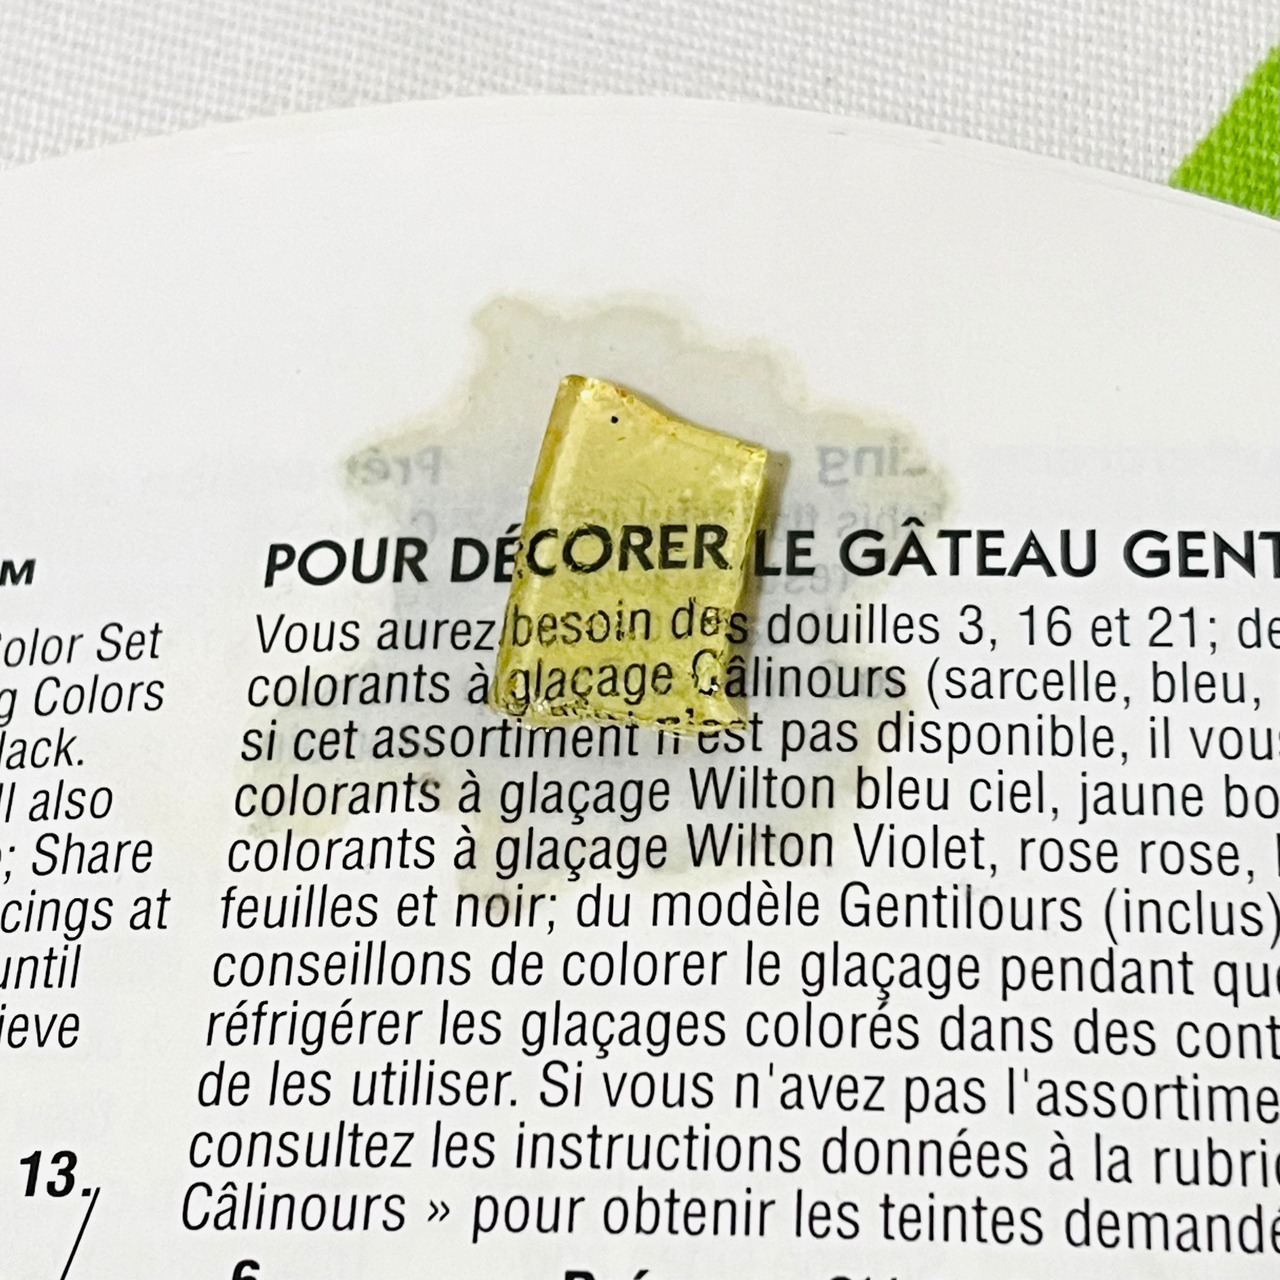 M
olor Set
g Colors
lack.
ll also
; Share
cings at
until
ieve
13.
POUR DÉCORER LE GÂTEAU GENT
Vous aurez besoin des douilles 3, 16 et 21; de
colorants à glaçage Câlinours (sarcelle, bleu,
si cet assortiment n'est pas disponible, il vous
colorants à glaçage Wilton bleu ciel, jaune bo
colorants à glaçage Wilton Violet, rose rose,
feuilles et noir; du modèle Gentilours (inclus)
conseillons de colorer le glaçage pendant que
réfrigérer les glaçages colorés dans des cont
de les utiliser. Si vous n'avez pas l'assortime
consultez les instructions données à la rubri
Câlinours » pour obtenir les teintes demandé
6